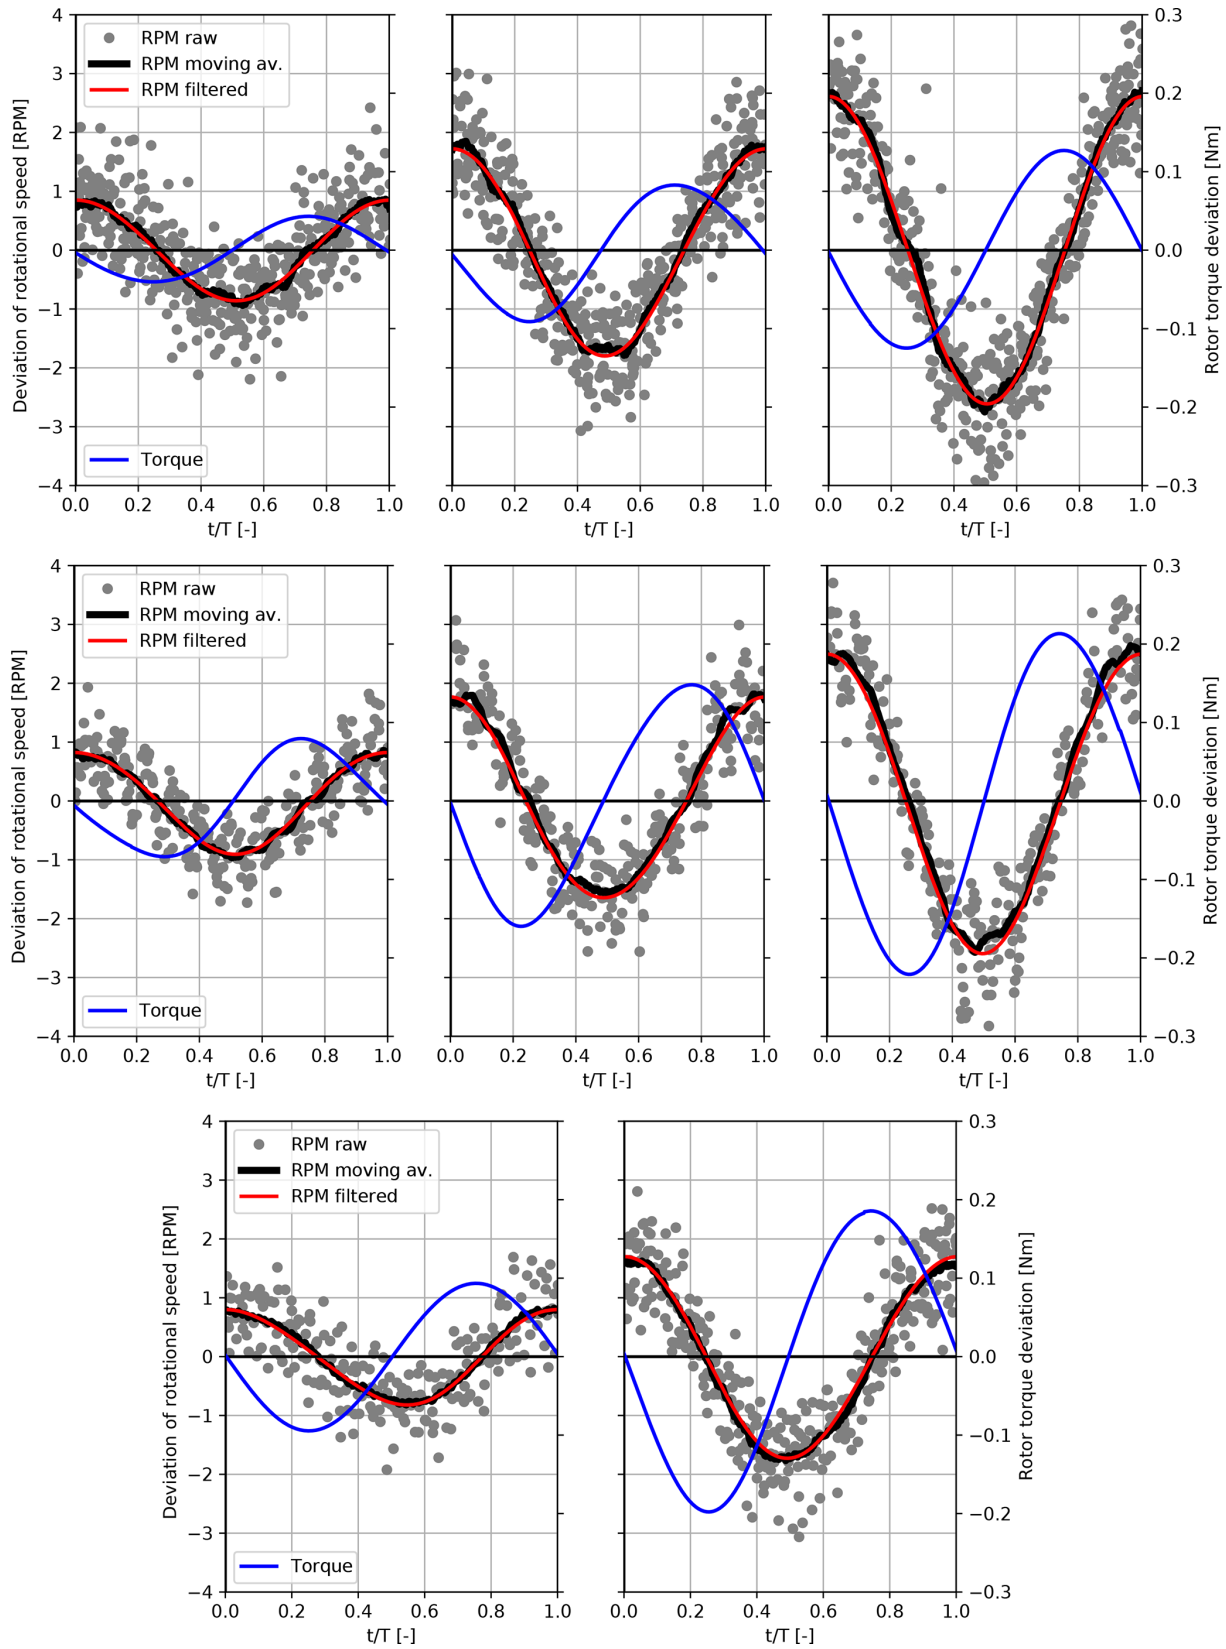 4
3
2
1
0
−1
−2
−3
−4
Deviation of rotational speed [RPM]
RPM raw
RPM moving av.
RPM filtered
Torque
0.0 0.2 0.4 0.6 0.8 1.0
t/T [-]
0.0 0.2 0.4 0.6 0.8 1.0
t/T [-]
0.0 0.2 0.4 0.6 0.8 1.0
t/T [-]
0.3
0.2
0.1
0.0
−0.1
−0.2
−0.3
Rotor torque deviation [Nm]
4
3
2
1
0
−1
−2
−3
−4
Deviation of rotational speed [RPM]
RPM raw
RPM moving av.
RPM filtered
Torque
0.0 0.2 0.4 0.6 0.8 1.0
t/T [-]
0.0 0.2 0.4 0.6 0.8 1.0
t/T [-]
0.0 0.2 0.4 0.6 0.8 1.0
t/T [-]
0.3
0.2
0.1
0.0
−0.1
−0.2
−0.3
Rotor torque deviation [Nm]
4
3
2
1
0
−1
−2
−3
−4
Deviation of rotational speed [RPM]
RPM raw
RPM moving av.
RPM filtered
Torque
0.0 0.2 0.4 0.6 0.8 1.0
t/T [-]
0.0 0.2 0.4 0.6 0.8 1.0
t/T [-]
0.3
0.2
0.1
0.0
−0.1
−0.2
−0.3
Rotor torque deviation [Nm]